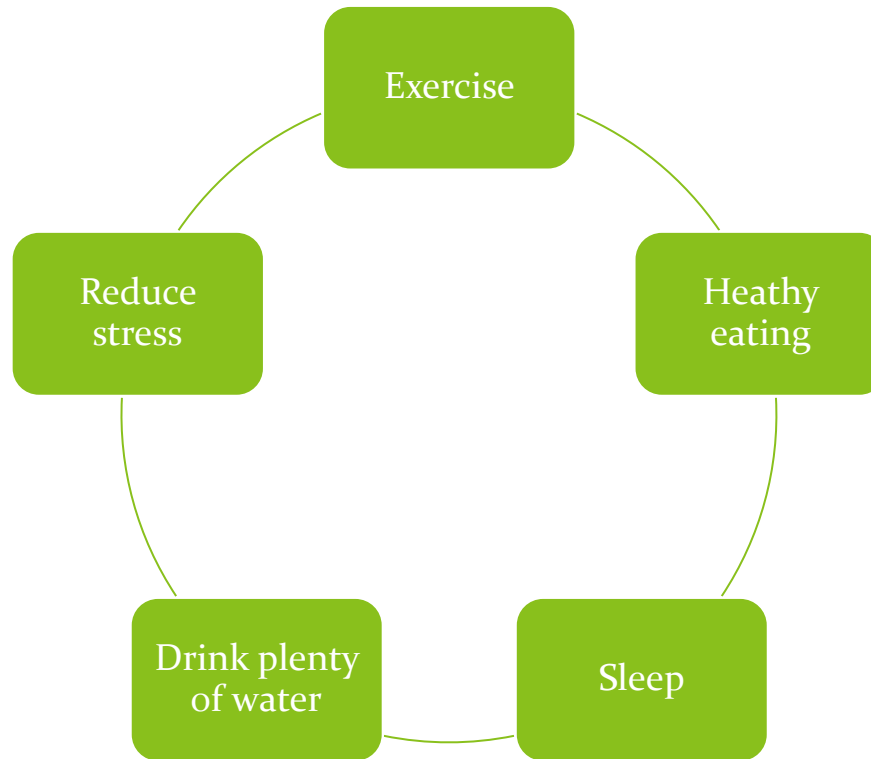 Exercise
Heathy
eating
Sleep
Drink plenty
of water
Reduce
stress